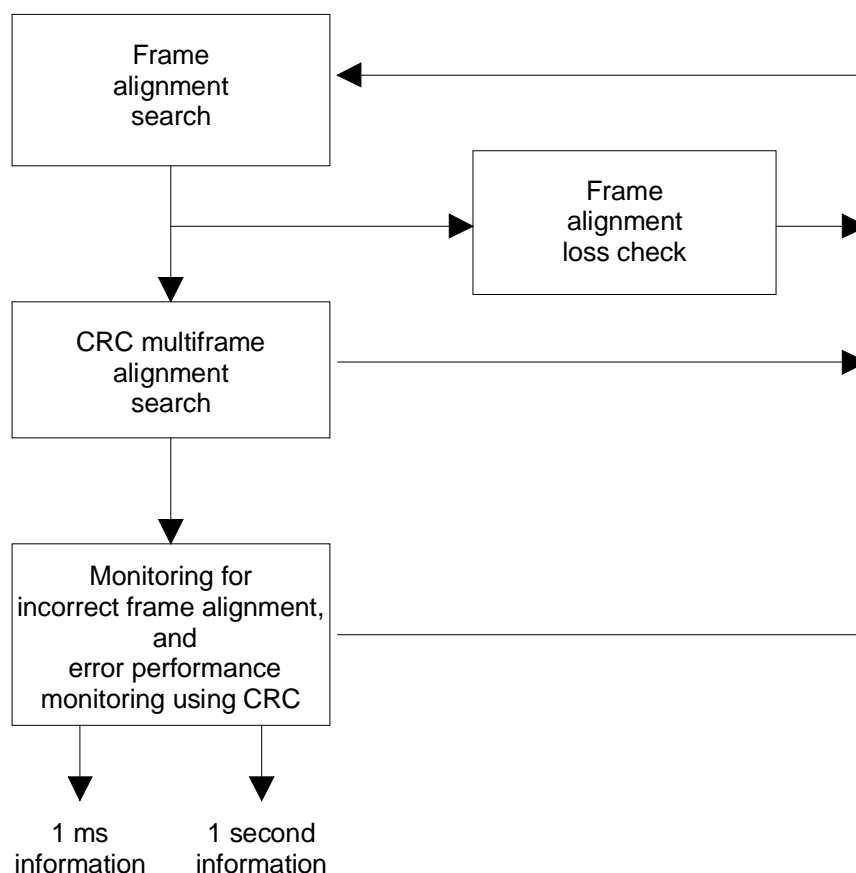 Frame
alignment
search
Frame
alignment
loss check
CRC multiframe
alignment
search
Monitoring for
incorrect frame alignment,
and
error performance
monitoring using CRC
1 ms
information
1 second
information